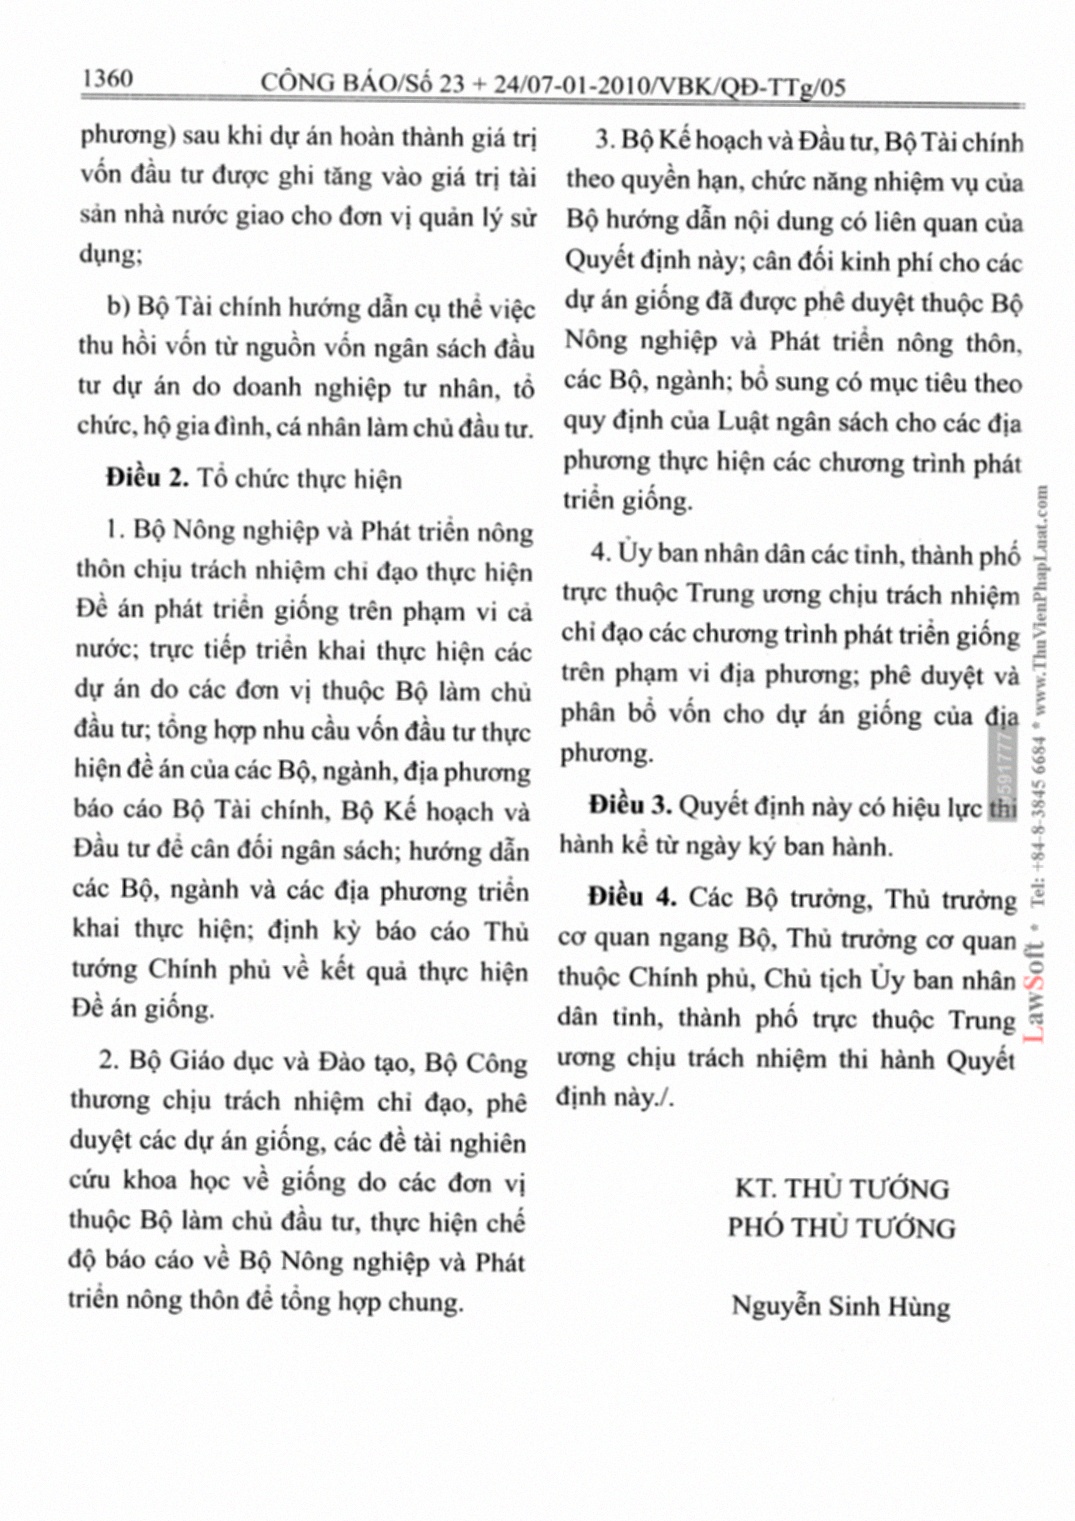 1360
CÔNG BÁO/Số 23 + 24/07-01-2010/VBK/QĐ-TTg/05
phương) sau khi dự án hoàn thành giá trị
vốn đầu tư được ghi tăng vào giá trị tài
sản nhà nước giao cho đơn vị quản lý sử
dụng;
b) Bộ Tài chính hướng dẫn cụ thể việc
thu hồi vốn từ nguồn vốn ngân sách đầu
tư dự án do doanh nghiệp tư nhân, tổ
chức, hộ gia đình, cá nhân làm chủ đầu tư.
Điều 2. Tổ chức thực hiện
1. Bộ Nông nghiệp và Phát triển nông
thôn chịu trách nhiệm chỉ đạo thực hiện
Đề án phát triển giống trên phạm vi cả
nước; trực tiếp triển khai thực hiện các
dự án do các đơn vị thuộc Bộ làm chủ
đầu tư; tổng hợp nhu cầu vốn đầu tư thực
hiện đề án của các Bộ, ngành, địa phương
báo cáo Bộ Tài chính, Bộ Kế hoạch và
Đầu tư để cân đối ngân sách; hướng dẫn
các Bộ, ngành và các địa phương triển
khai thực hiện; định kỳ báo cáo Thủ
tướng Chính phủ về kết quả thực hiện
Đề án giống.
2. Bộ Giáo dục và Đào tạo, Bộ Công
thương chịu trách nhiệm chỉ đạo, phê
duyệt các dự án giống, các đề tài nghiên
cứu khoa học về giống do các đơn vị
thuộc Bộ làm chủ đầu tư, thực hiện chế
độ báo cáo về Bộ Nông nghiệp và Phát
triển nông thôn để tổng hợp chung.
3. Bộ Kế hoạch và Đầu tư, Bộ Tài chính
theo quyền hạn, chức năng nhiệm vụ của
Bộ hướng dẫn nội dung có liên quan của
Quyết định này; cân đối kinh phí cho các
dự án giống đã được phê duyệt thuộc Bộ
Nông nghiệp và Phát triển nông thôn,
các Bộ, ngành; bổ sung có mục tiêu theo
quy định của Luật ngân sách cho các địa
phương thực hiện các chương trình phát
triển giống.
4. Ủy ban nhân dân các tỉnh, thành phố
trực thuộc Trung ương chịu trách nhiệm
chỉ đạo các chương trình phát triển giống
trên phạm vi địa phương; phê duyệt và
phân bổ vốn cho dự án giống của địa
phương.
Điều 3. Quyết định này có hiệu lực thi
hành kể từ ngày ký ban hành.
Điều 4. Các Bộ trưởng, Thủ trưởng
cơ quan ngang Bộ, Thủ trưởng cơ quan
thuộc Chính phủ, Chủ tịch Ủy ban nhân
dân tỉnh, thành phố trực thuộc Trung
ương chịu trách nhiệm thi hành Quyết
định này./.
KT. THỦ TƯỚNG
PHÓ THỦ TƯỚNG
Nguyễn Sinh Hùng
LawSoft * Tel: +84-8-3845 6684 * www.ThuVienPhapLuat.com